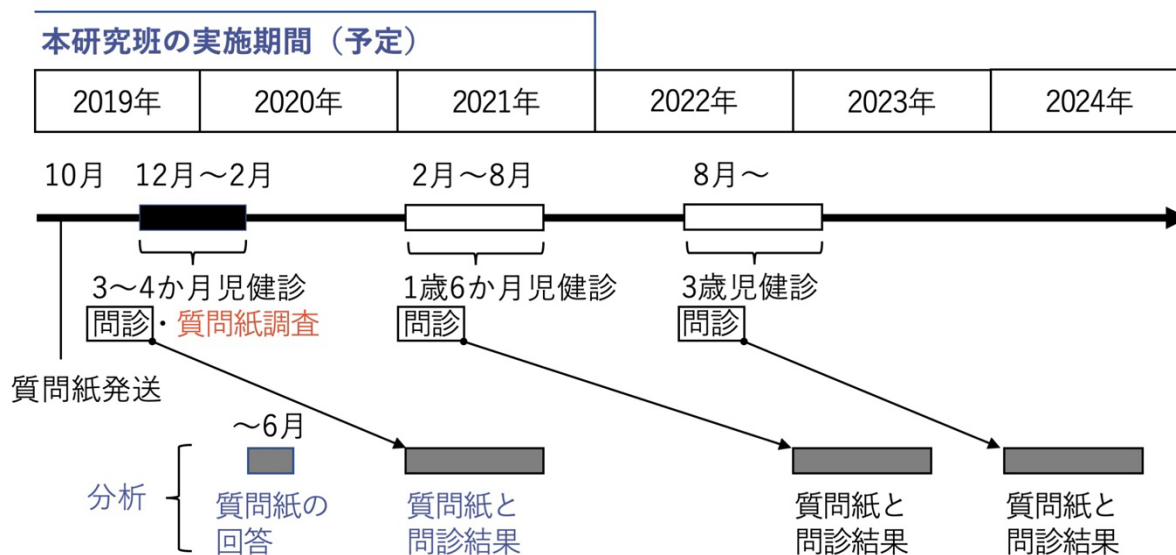 本研究班の実施期間（予定）
2019年 2020年 2021年 2022年 2023年 2024年
10月 12月～2月 2月～8月 8月～
3～4か月児健診 1歳6か月児健診 3歳児健診
問診・質問紙調査 問診 問診
質問紙発送
～6月
分析
質問紙の 質問紙と 質問紙と 質問紙と
回答 問診結果 問診結果 問診結果